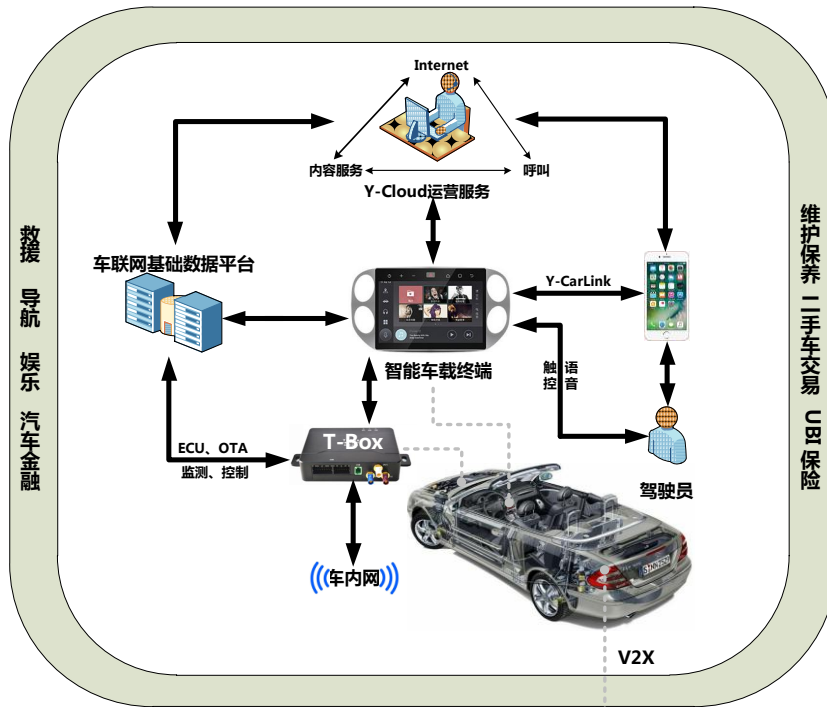 Internet
内容服务
呼叫
Y-Cloud运营服务
车联网基础数据平台
Y-CarLink
智能车载终端
触控
语音
T-Box
ECU、OTA
监测、控制
驾驶员
车内网
V2X
救援 导航 娱乐 汽车金融
维护保养 二手车交易 UBI 保险